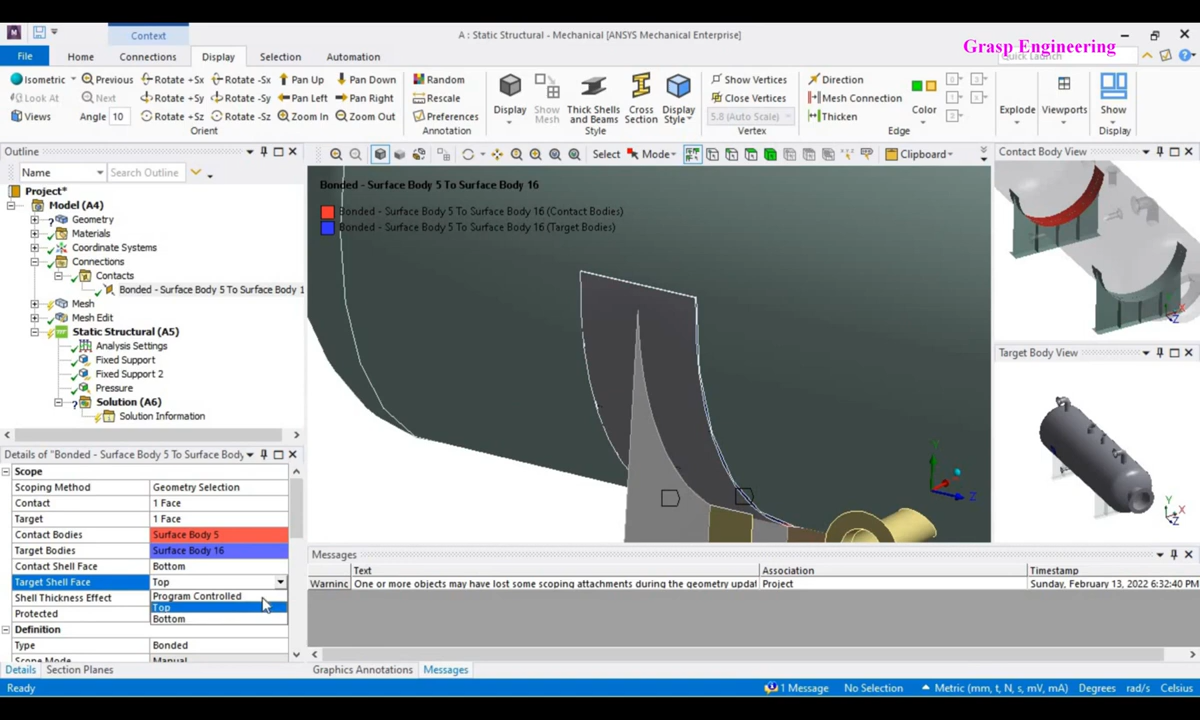 Context
A : Static Structural - Mechanical [ANSYS Mechanical Enterprise]
Grasp Engineering
File Home Connections Display Selection Automation
Quick Launch
Isometric Previous Rotate +Sx Rotate -Sx Pan Up Pan Down
Look At Next Rotate +Sy Rotate -Sy Pan Left Pan Right
Views Angle 10 Rotate +Sz Rotate -Sz Zoom In Zoom Out
Orient
Random
Rescale
Preferences
Annotation
Display
Show Mesh
Thick Shells and Beams
Cross Section
Display Style
Style
Show Vertices
Close Vertices
5.8 (Auto Scale)
Vertex
Direction
Mesh Connection
Thicken
Color
Edge
Explode
Viewports
Show
Display
Outline
Name Search Outline
Select Mode Clipboard
Contact Body View
Project*
Model (A4)
Geometry
Materials
Coordinate Systems
Connections
Contacts
Bonded - Surface Body 5 To Surface Body 1
Mesh
Mesh Edit
Static Structural (A5)
Analysis Settings
Fixed Support
Fixed Support 2
Pressure
Solution (A6)
Solution Information
Bonded - Surface Body 5 To Surface Body 16
Bonded - Surface Body 5 To Surface Body 16 (Contact Bodies)
Bonded - Surface Body 5 To Surface Body 16 (Target Bodies)
Y
X
Z
Target Body View
Y
X
Z
Z
Details of "Bonded - Surface Body 5 To Surface Body
Scope
Scoping Method Geometry Selection
Contact 1 Face
Target 1 Face
Contact Bodies Surface Body 5
Target Bodies Surface Body 16
Contact Shell Face Bottom
Target Shell Face Top
Shell Thickness Effect Program Controlled
Top
Protected Bottom
Definition
Type Bonded
Scope Mode Manual
Details Section Planes
Messages
Text Association Timestamp
Warning One or more objects may have lost some scoping attachments during the geometry updat Project Sunday, February 13, 2022 6:32:40 PM
Graphics Annotations Messages
Ready 1 Message No Selection Metric (mm, t, N, s, mV, mA) Degrees rad/s Celsius